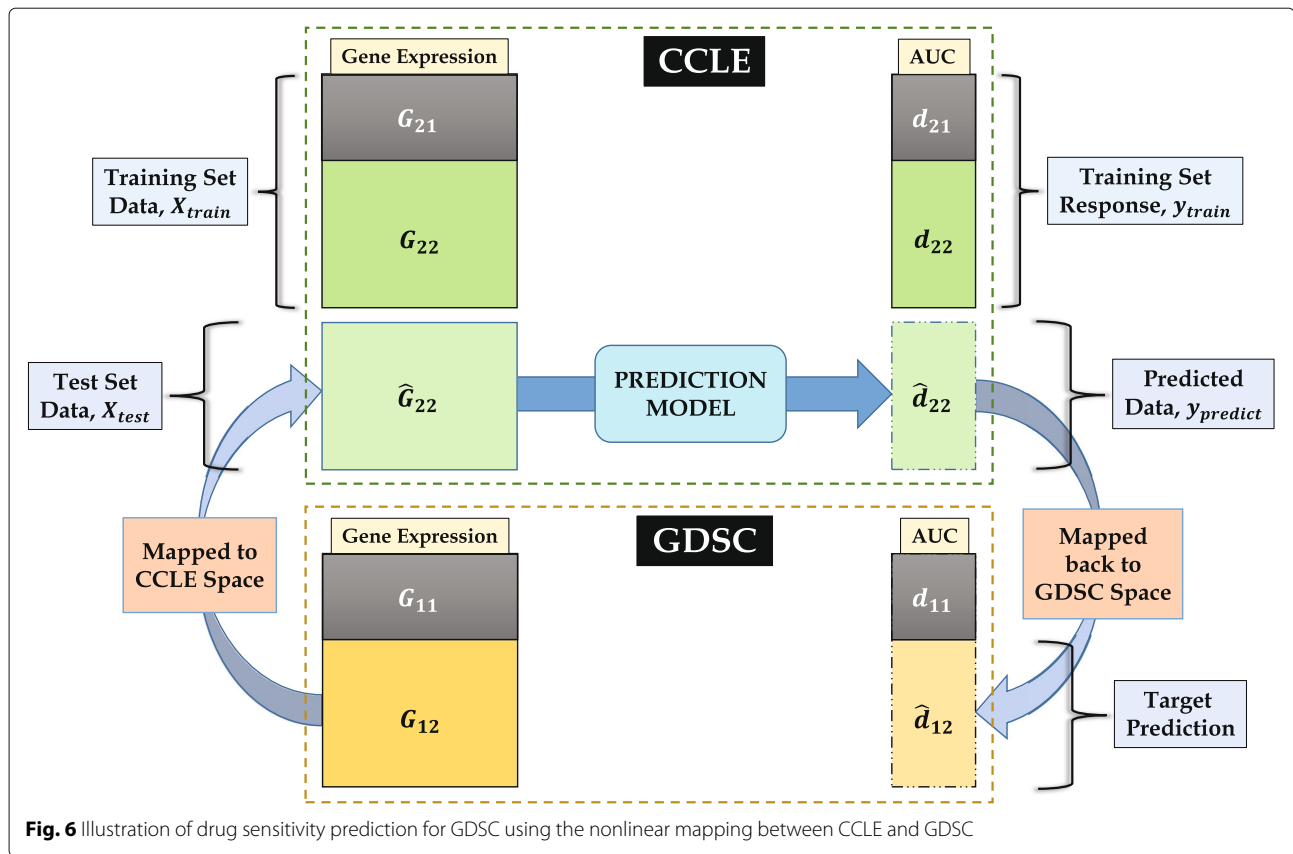 CCLE
Gene Expression
AUC
G21
d21
Training Set
Data, Xtrain
Training Set
Response, ytrain
G22
d22
Test Set
Data, Xtest
Ĝ22
PREDICTION
MODEL
d̂22
Predicted
Data, ypredict
Mapped to
CCLE Space
Gene Expression
GDSC
AUC
Mapped
back to
GDSC Space
G11
d11
G12
d̂12
Target
Prediction
Fig. 6 Illustration of drug sensitivity prediction for GDSC using the nonlinear mapping between CCLE and GDSC